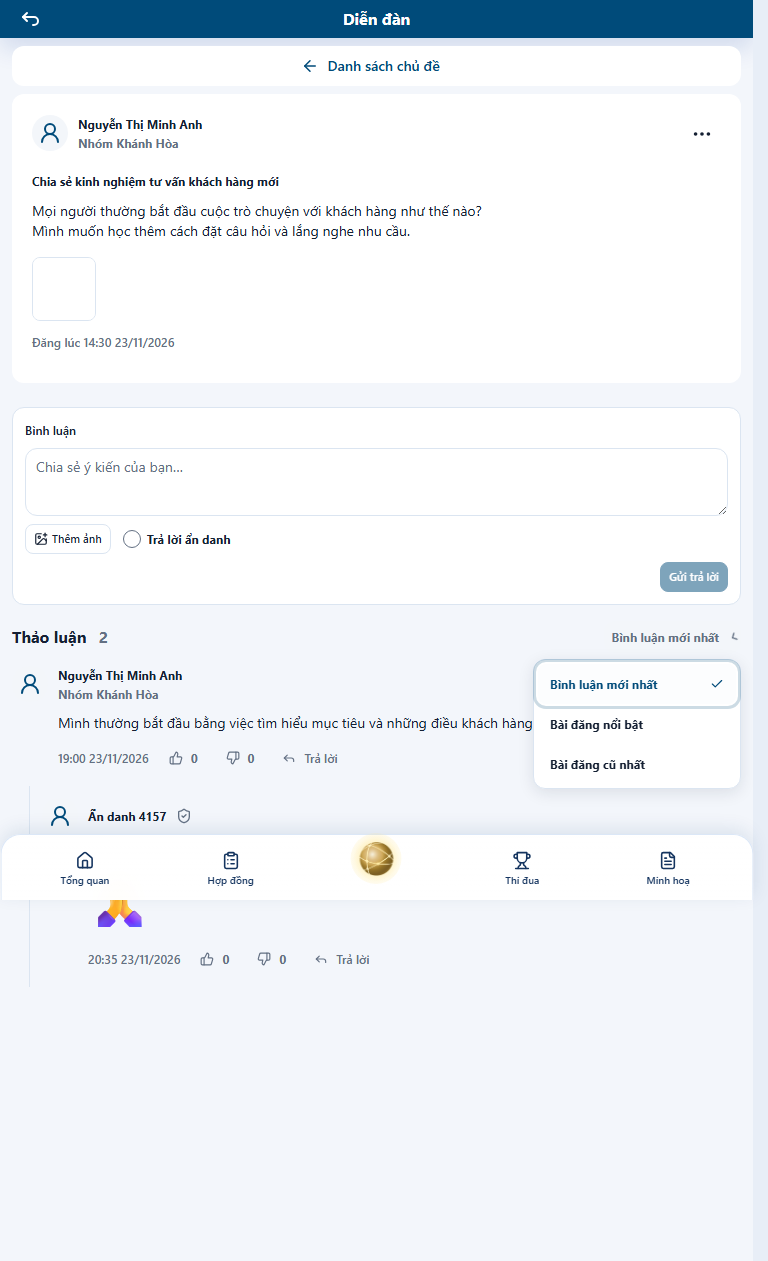 Diễn đàn
Danh sách chủ đề
Nguyễn Thị Minh Anh
Nhóm Khánh Hòa
Chia sẻ kinh nghiệm tư vấn khách hàng mới
Mọi người thường bắt đầu cuộc trò chuyện với khách hàng như thế nào?
Mình muốn học thêm cách đặt câu hỏi và lắng nghe nhu cầu.
Đăng lúc 14:30 23/11/2026
Bình luận
Chia sẻ ý kiến của bạn...
Thêm ảnh
Trả lời ẩn danh
Gửi trả lời
Thảo luận 2
Bình luận mới nhất
Bình luận mới nhất
Bài đăng nổi bật
Bài đăng cũ nhất
Nguyễn Thị Minh Anh
Nhóm Khánh Hòa
Mình thường bắt đầu bằng việc tìm hiểu mục tiêu và những điều khách hàng
19:00 23/11/2026 0 0 Trả lời
Ẩn danh 4157
Tổng quan
Hợp đồng
Thi đua
Minh hoạ
20:35 23/11/2026 0 0 Trả lời